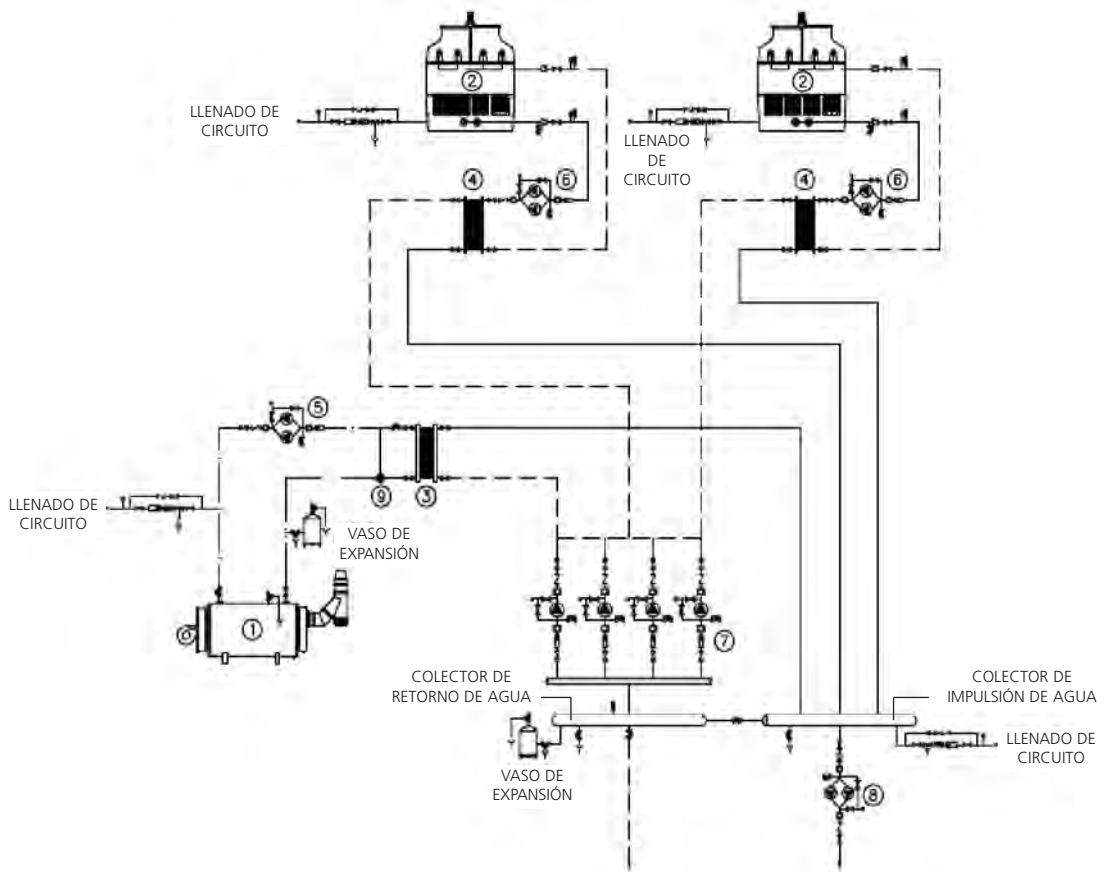 ②
②
LLENADO DE
CIRCUITO
LLENADO
DE
CIRCUITO
④
⑥
④
⑥
⑤
⑨
③
LLENADO DE
CIRCUITO
VASO DE
EXPANSIÓN
①
⑦
COLECTOR DE
RETORNO DE AGUA
COLECTOR DE
IMPULSIÓN DE AGUA
LLENADO DE
CIRCUITO
VASO DE
EXPANSIÓN
⑧